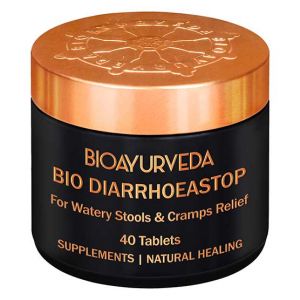 BIOAYURVEDA
BIO DIARRHOEASTOP
For Watery Stools & Cramps Relief
40 Tablets
SUPPLEMENTS | NATURAL HEALING